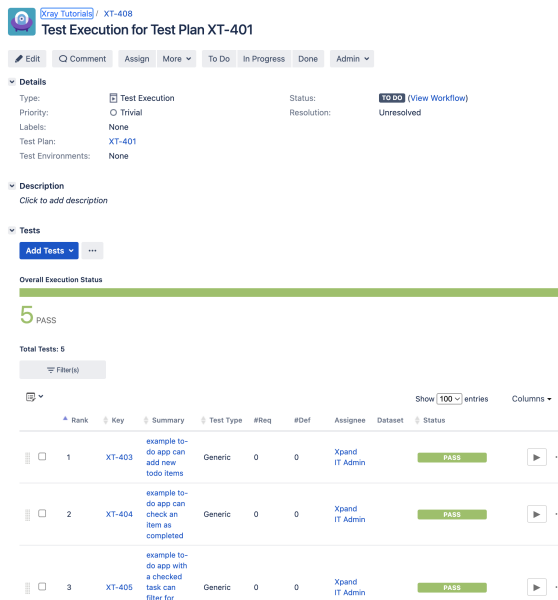 Xray Tutorials / XT-408
Test Execution for Test Plan XT-401
Edit Comment Assign More To Do In Progress Done Admin
Details
Type: Test Execution Status: TO DO (View Workflow)
Priority: Trivial Resolution: Unresolved
Labels: None
Test Plan: XT-401
Test Environments: None
Description
Click to add description
Tests
Add Tests ...
Overall Execution Status
5 PASS
Total Tests: 5
Filter(s)
Show 100 entries Columns
Rank Key Summary Test Type #Req #Def Assignee Dataset Status
example to-
do app can
add new
todo items
1 XT-403 Generic 0 0 Xpand
IT Admin
PASS
example to-
do app can
check an
item as
completed
2 XT-404 Generic 0 0 Xpand
IT Admin
PASS
example to-
do app with
a checked
task can
filter for
3 XT-405 Generic 0 0 Xpand
IT Admin
PASS